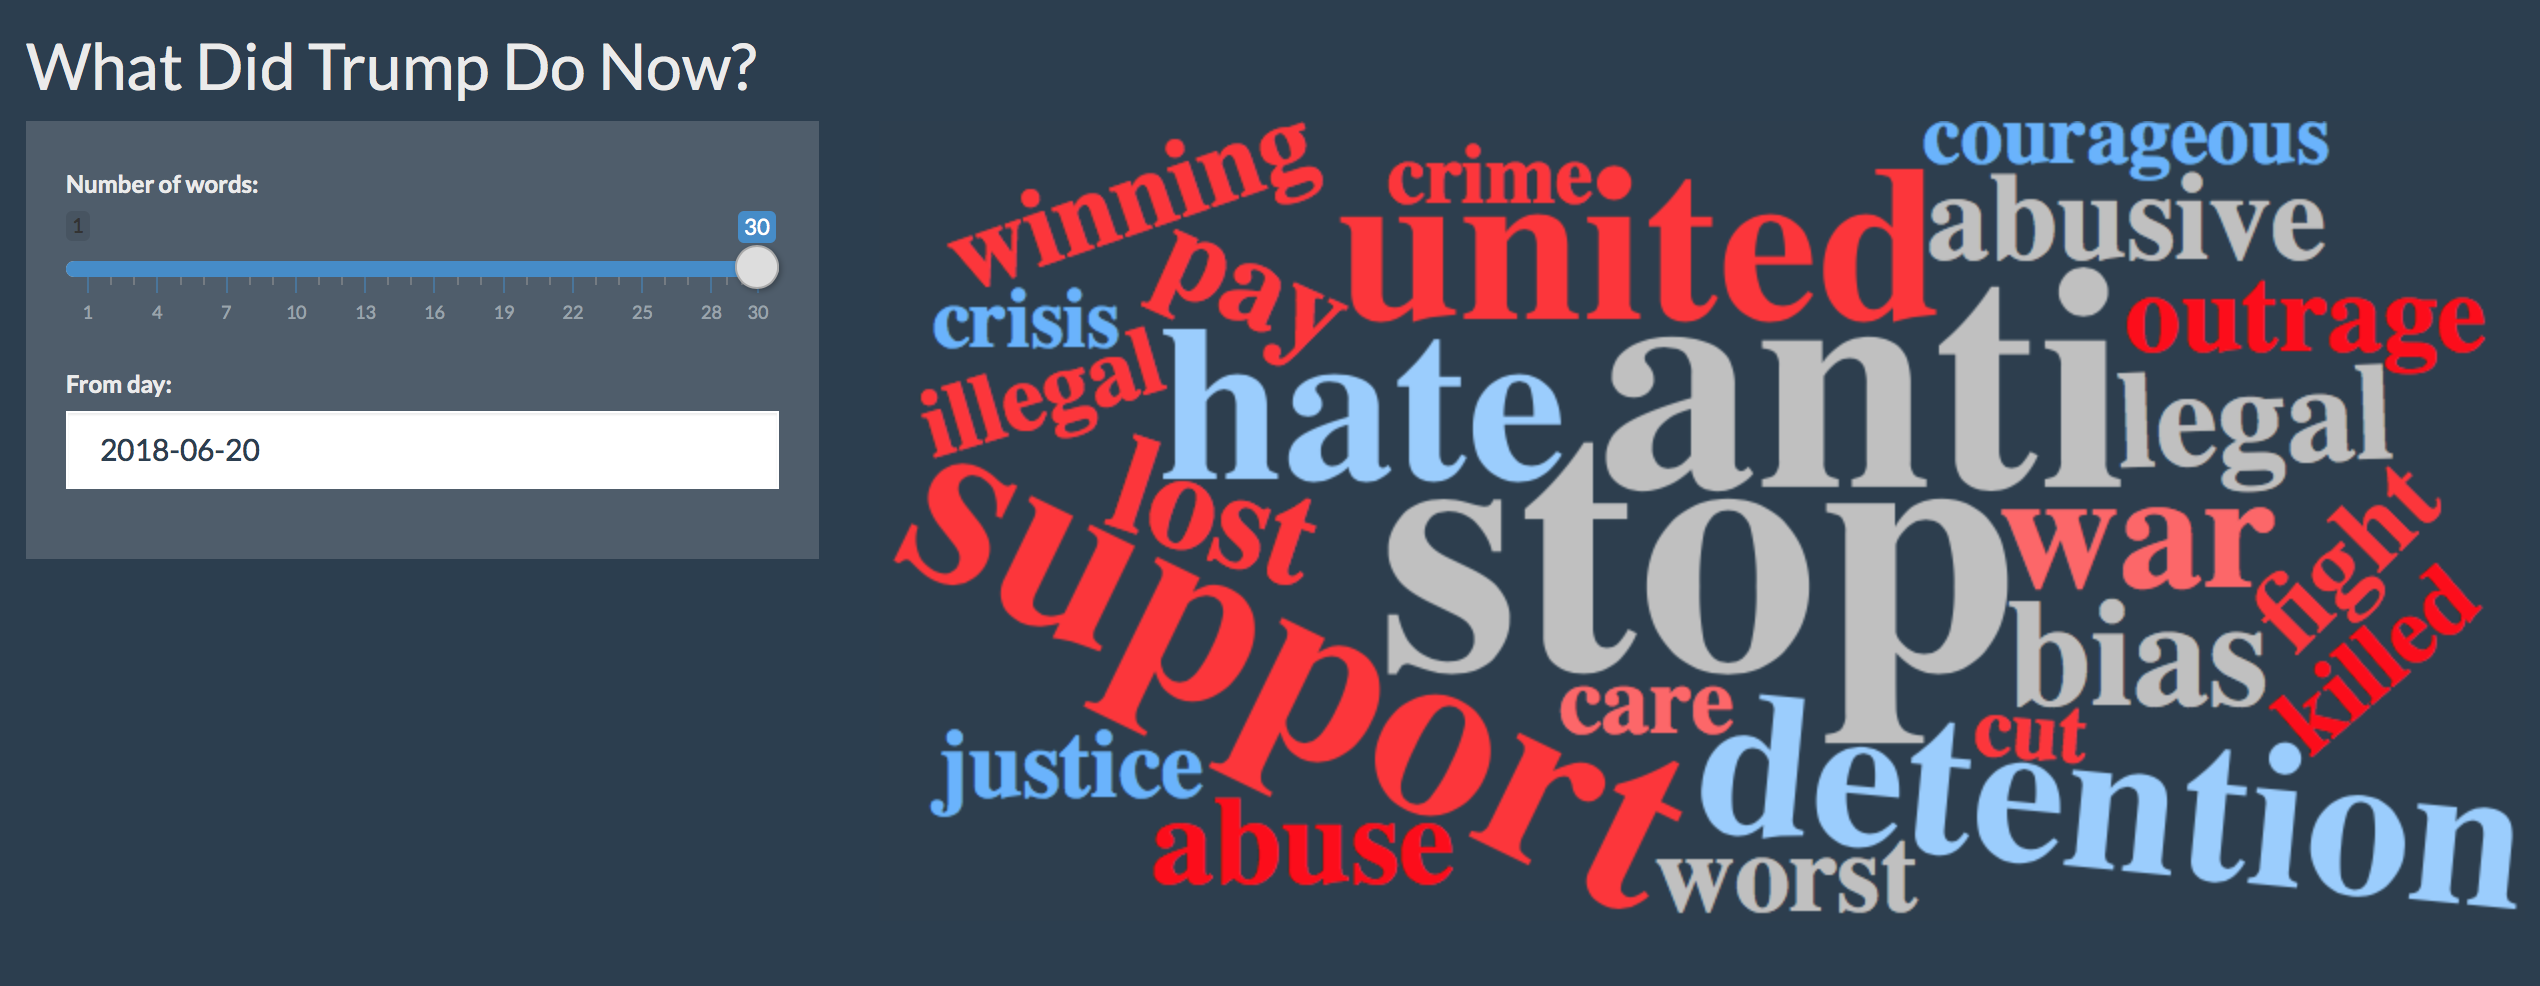 What Did Trump Do Now?
Number of words:
1
30
1 4 7 10 13 16 19 22 25 28 30
From day:
2018-06-20
courageous
winning
crime
united
abusive
pay
crisis
outrage
anti
hate
illegal
legal
lost
stop
war
support
fight
bias
killed
care
cut
detention
justice
abuse
worst